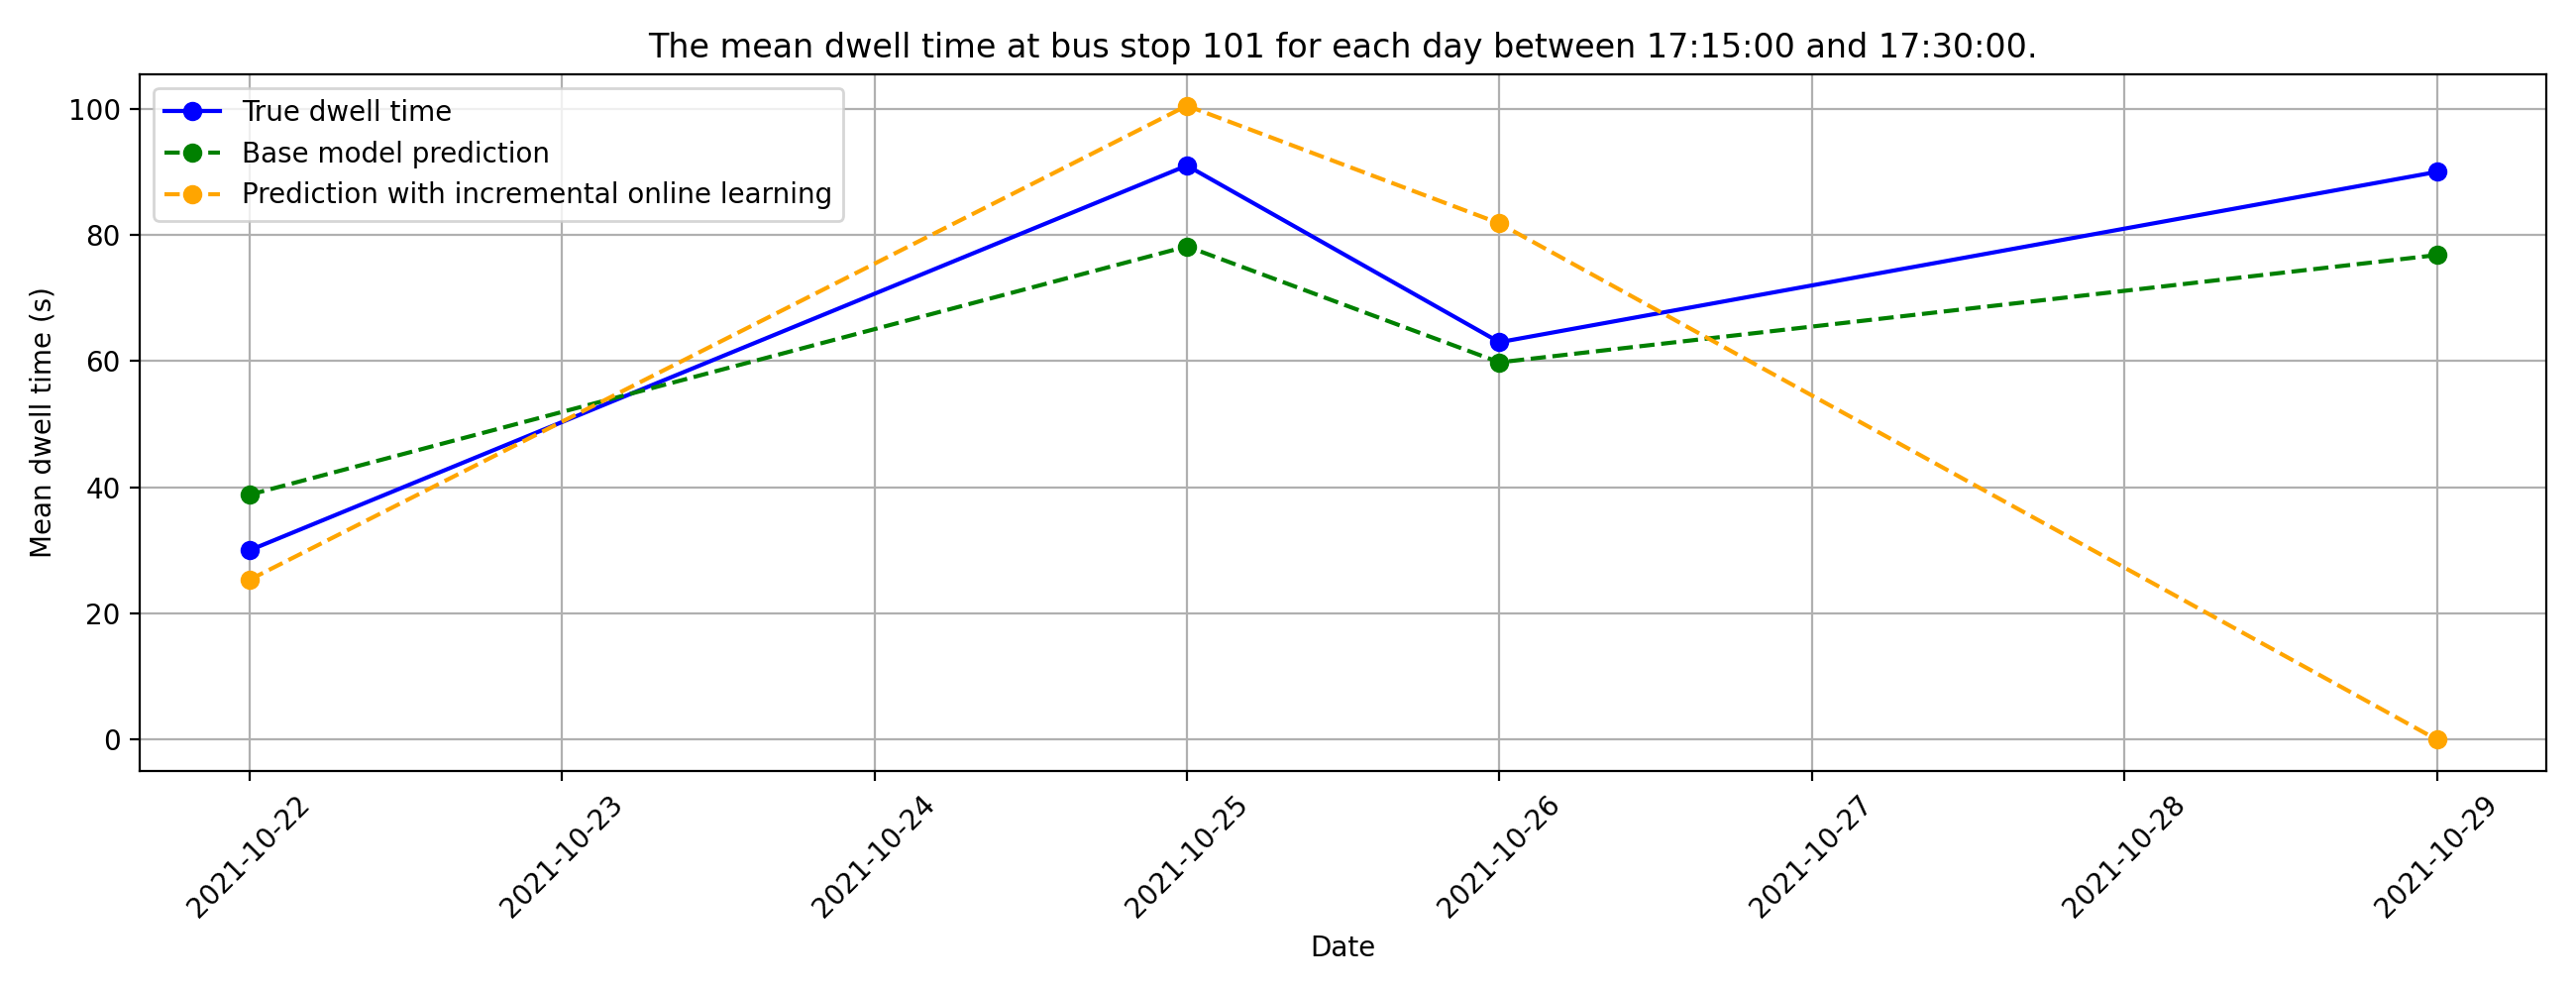 The mean dwell time at bus stop 101 for each day between 17:15:00 and 17:30:00.
True dwell time
Base model prediction
Prediction with incremental online learning
Mean dwell time (s)
100
80
60
40
20
0
2021-10-22
2021-10-23
2021-10-24
2021-10-25
2021-10-26
2021-10-27
2021-10-28
2021-10-29
Date